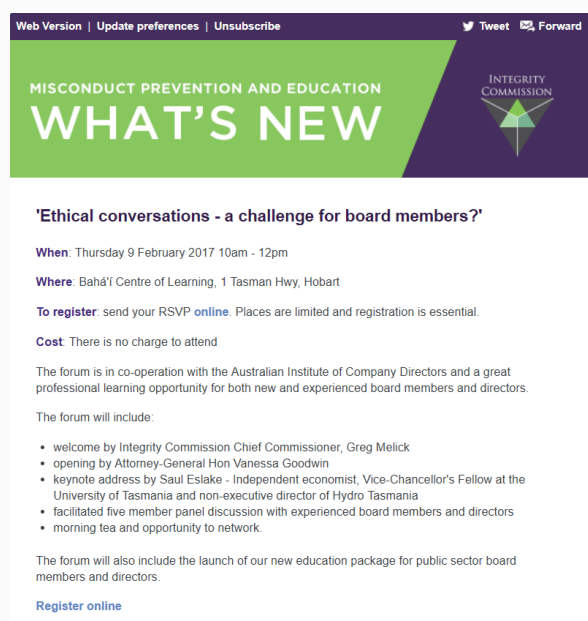 Web Version | Update preferences | Unsubscribe
Tweet Forward
MISCONDUCT PREVENTION AND EDUCATION
WHAT'S NEW
INTEGRITY
COMMISSION
'Ethical conversations - a challenge for board members?'
When: Thursday 9 February 2017 10am - 12pm
Where: Bahá'í Centre of Learning, 1 Tasman Hwy, Hobart
To register: send your RSVP online. Places are limited and registration is essential.
Cost: There is no charge to attend
The forum is in co-operation with the Australian Institute of Company Directors and a great
professional learning opportunity for both new and experienced board members and directors.
The forum will include:
• welcome by Integrity Commission Chief Commissioner, Greg Melick
• opening by Attorney-General Hon Vanessa Goodwin
• keynote address by Saul Eslake - Independent economist, Vice-Chancellor's Fellow at the
University of Tasmania and non-executive director of Hydro Tasmania
• facilitated five member panel discussion with experienced board members and directors
• morning tea and opportunity to network.
The forum will also include the launch of our new education package for public sector board
members and directors.
Register online